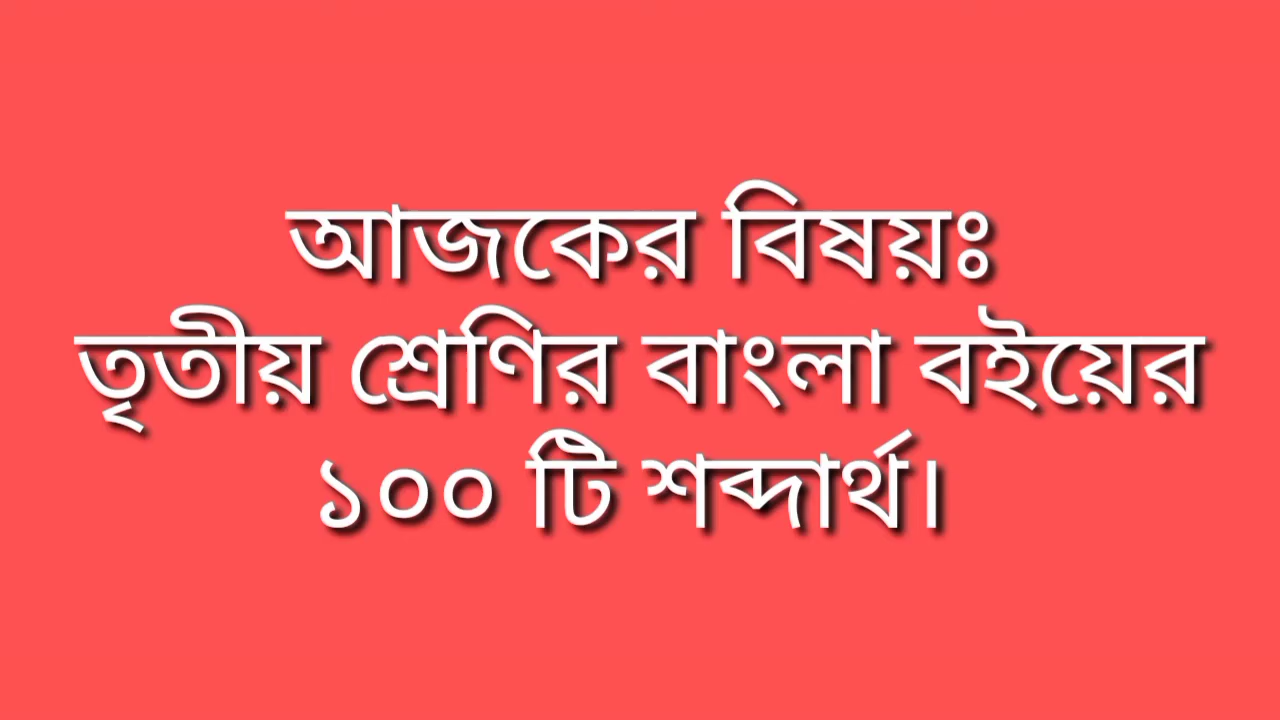 আজকের বিষয়ঃ
তৃতীয় শ্রেণির বাংলা বইয়ের
১০০ টি শব্দার্থ।